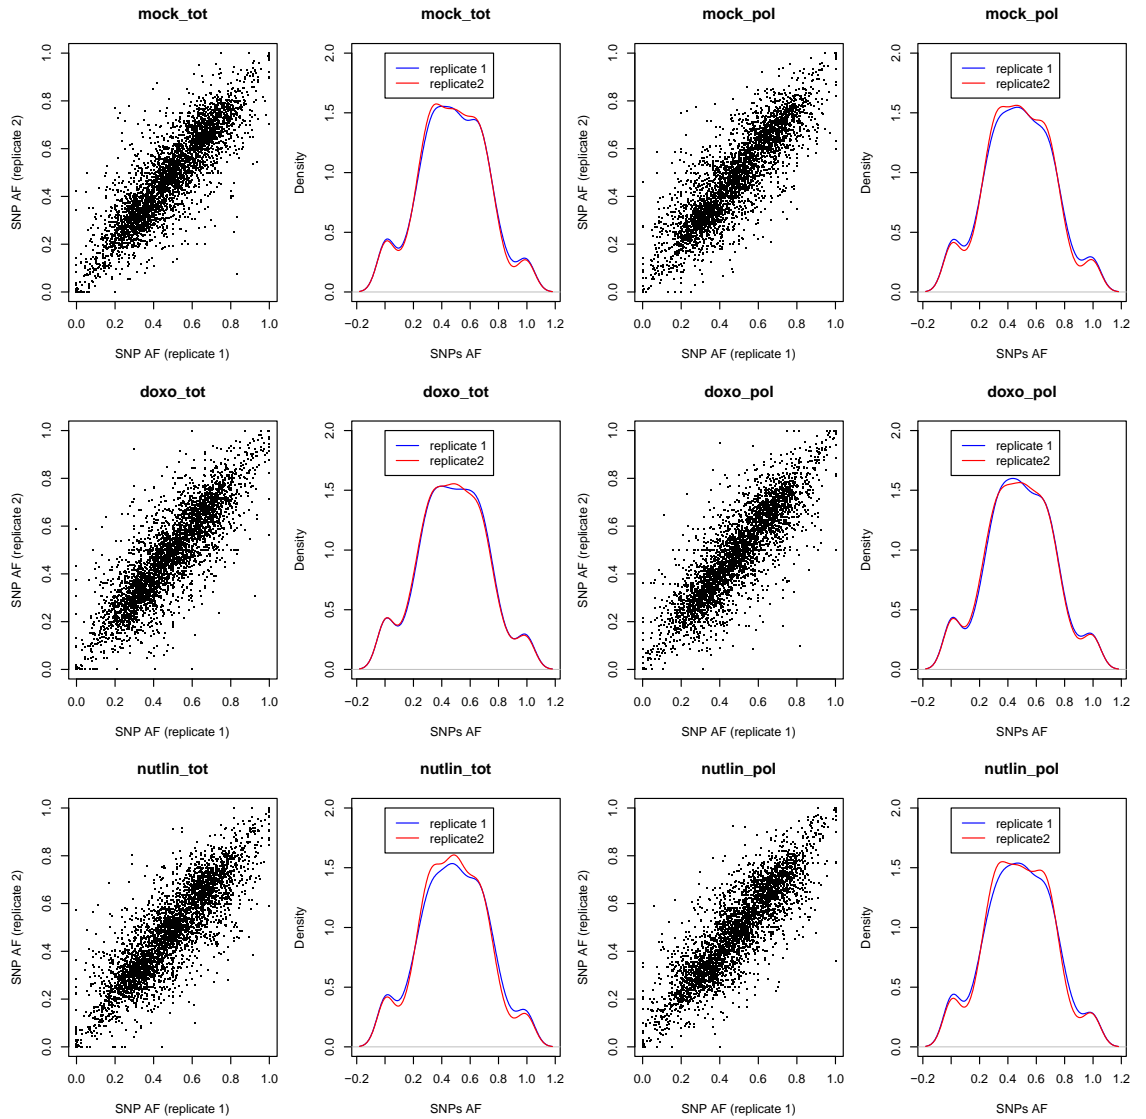 mock_tot
mock_tot
mock_pol
mock_pol
SNP AF (replicate 2)
0.0 0.2 0.4 0.6 0.8 1.0
0.0 0.2 0.4 0.6 0.8 1.0
SNP AF (replicate 1)
Density
0.0 0.5 1.0 1.5 2.0
replicate 1
replicate2
−0.2 0.2 0.4 0.6 0.8 1.0 1.2
SNPs AF
SNP AF (replicate 2)
0.0 0.2 0.4 0.6 0.8 1.0
0.0 0.2 0.4 0.6 0.8 1.0
SNP AF (replicate 1)
Density
0.0 0.5 1.0 1.5 2.0
replicate 1
replicate2
−0.2 0.2 0.4 0.6 0.8 1.0 1.2
SNPs AF
doxo_tot
doxo_tot
doxo_pol
doxo_pol
SNP AF (replicate 2)
0.0 0.2 0.4 0.6 0.8 1.0
0.0 0.2 0.4 0.6 0.8 1.0
SNP AF (replicate 1)
Density
0.0 0.5 1.0 1.5 2.0
replicate 1
replicate2
−0.2 0.2 0.4 0.6 0.8 1.0 1.2
SNPs AF
SNP AF (replicate 2)
0.0 0.2 0.4 0.6 0.8 1.0
0.0 0.2 0.4 0.6 0.8 1.0
SNP AF (replicate 1)
Density
0.0 0.5 1.0 1.5 2.0
replicate 1
replicate2
−0.2 0.2 0.4 0.6 0.8 1.0 1.2
SNPs AF
nutlin_tot
nutlin_tot
nutlin_pol
nutlin_pol
SNP AF (replicate 2)
0.0 0.2 0.4 0.6 0.8 1.0
0.0 0.2 0.4 0.6 0.8 1.0
SNP AF (replicate 1)
Density
0.0 0.5 1.0 1.5 2.0
replicate 1
replicate2
−0.2 0.2 0.4 0.6 0.8 1.0 1.2
SNPs AF
SNP AF (replicate 2)
0.0 0.2 0.4 0.6 0.8 1.0
0.0 0.2 0.4 0.6 0.8 1.0
SNP AF (replicate 1)
Density
0.0 0.5 1.0 1.5 2.0
replicate 1
replicate2
−0.2 0.2 0.4 0.6 0.8 1.0 1.2
SNPs AF